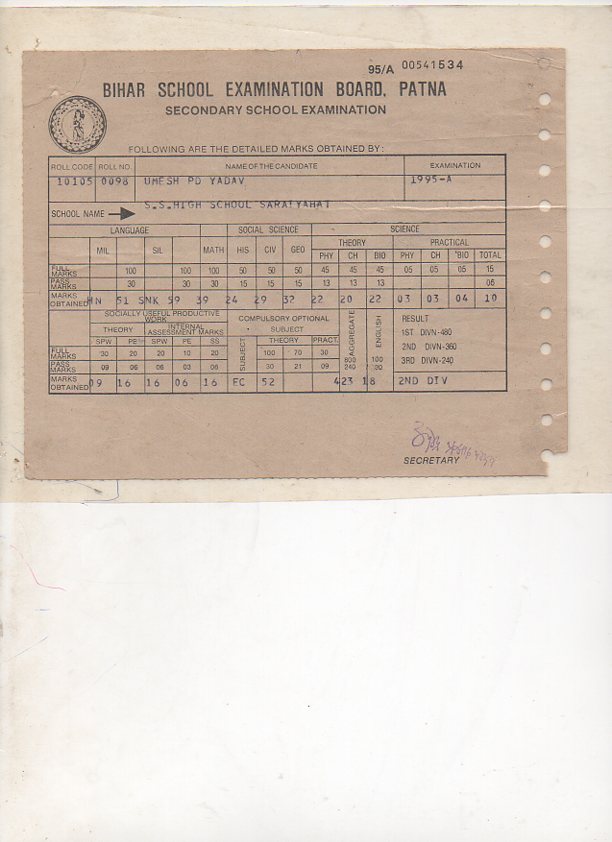 95/A 00541534
BIHAR SCHOOL EXAMINATION BOARD, PATNA
SECONDARY SCHOOL EXAMINATION
FOLLOWING ARE THE DETAILED MARKS OBTAINED BY:
ROLL CODE ROLL NO. NAME OF THE CANDIDATE EXAMINATION
10105 0098 UMESH PD YADAV 1995-A
SCHOOL NAME S.S.HIGH SCHOOL SARAIYAHAT
LANGUAGE SOCIAL SCIENCE SCIENCE
THEORY PRACTICAL
MIL SIL MATH HIS CIV GEO PHY CH BIO PHY CH BIO TOTAL
FULL MARKS 100 100 100 50 50 50 45 45 45 05 05 05 15
PASS MARKS 30 30 30 15 15 15 13 13 13 06
MARKS OBTAINED HN 51 SNK 59 39 24 29 32 22 20 22 03 03 04 10
SOCIALLY USEFUL PRODUCTIVE WORK COMPULSORY OPTIONAL SUBJECT AGGREGATE ENGLISH RESULT
THEORY INTERNAL ASSESSMENT MARKS SUBJECT THEORY PRACT. 1ST DIVN-480
SPW PE SPW PE SS 2ND DIVN-360
FULL MARKS 30 20 20 10 20 100 70 30 800 100 3RD DIVN-240
PASS MARKS 09 06 06 03 06 30 21 09 240 30
MARKS OBTAINED 09 16 16 06 16 EC 52 423 18 2ND DIV
SECRETARY